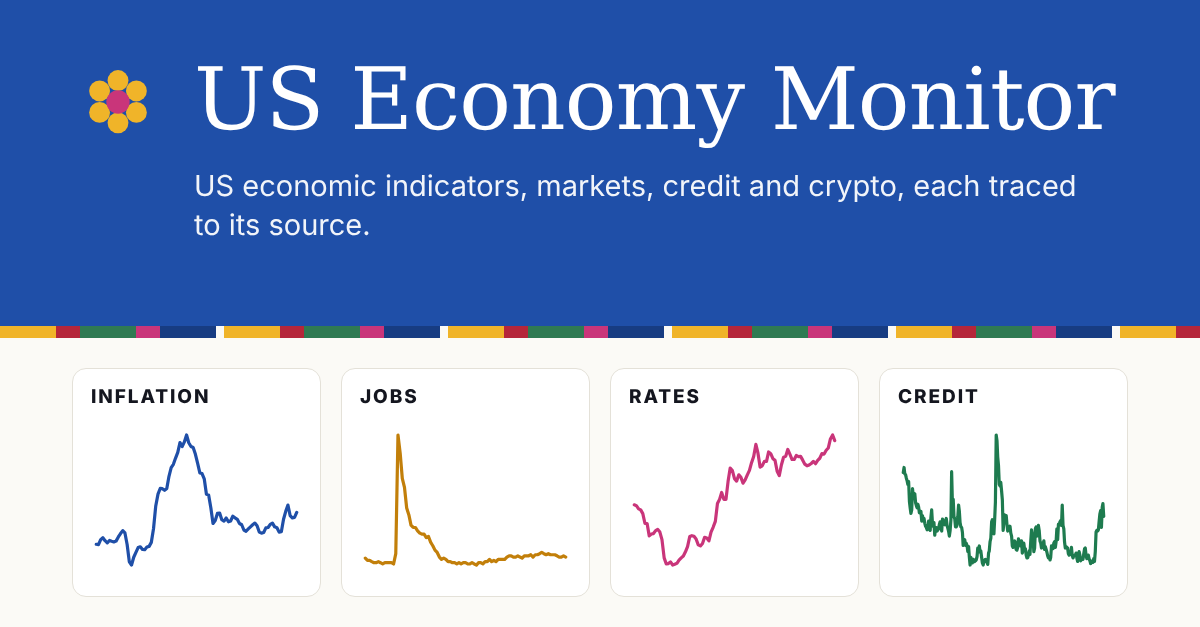 US Economy Monitor
US economic indicators, markets, credit and crypto, each traced
to its source.
INFLATION
JOBS
RATES
CREDIT